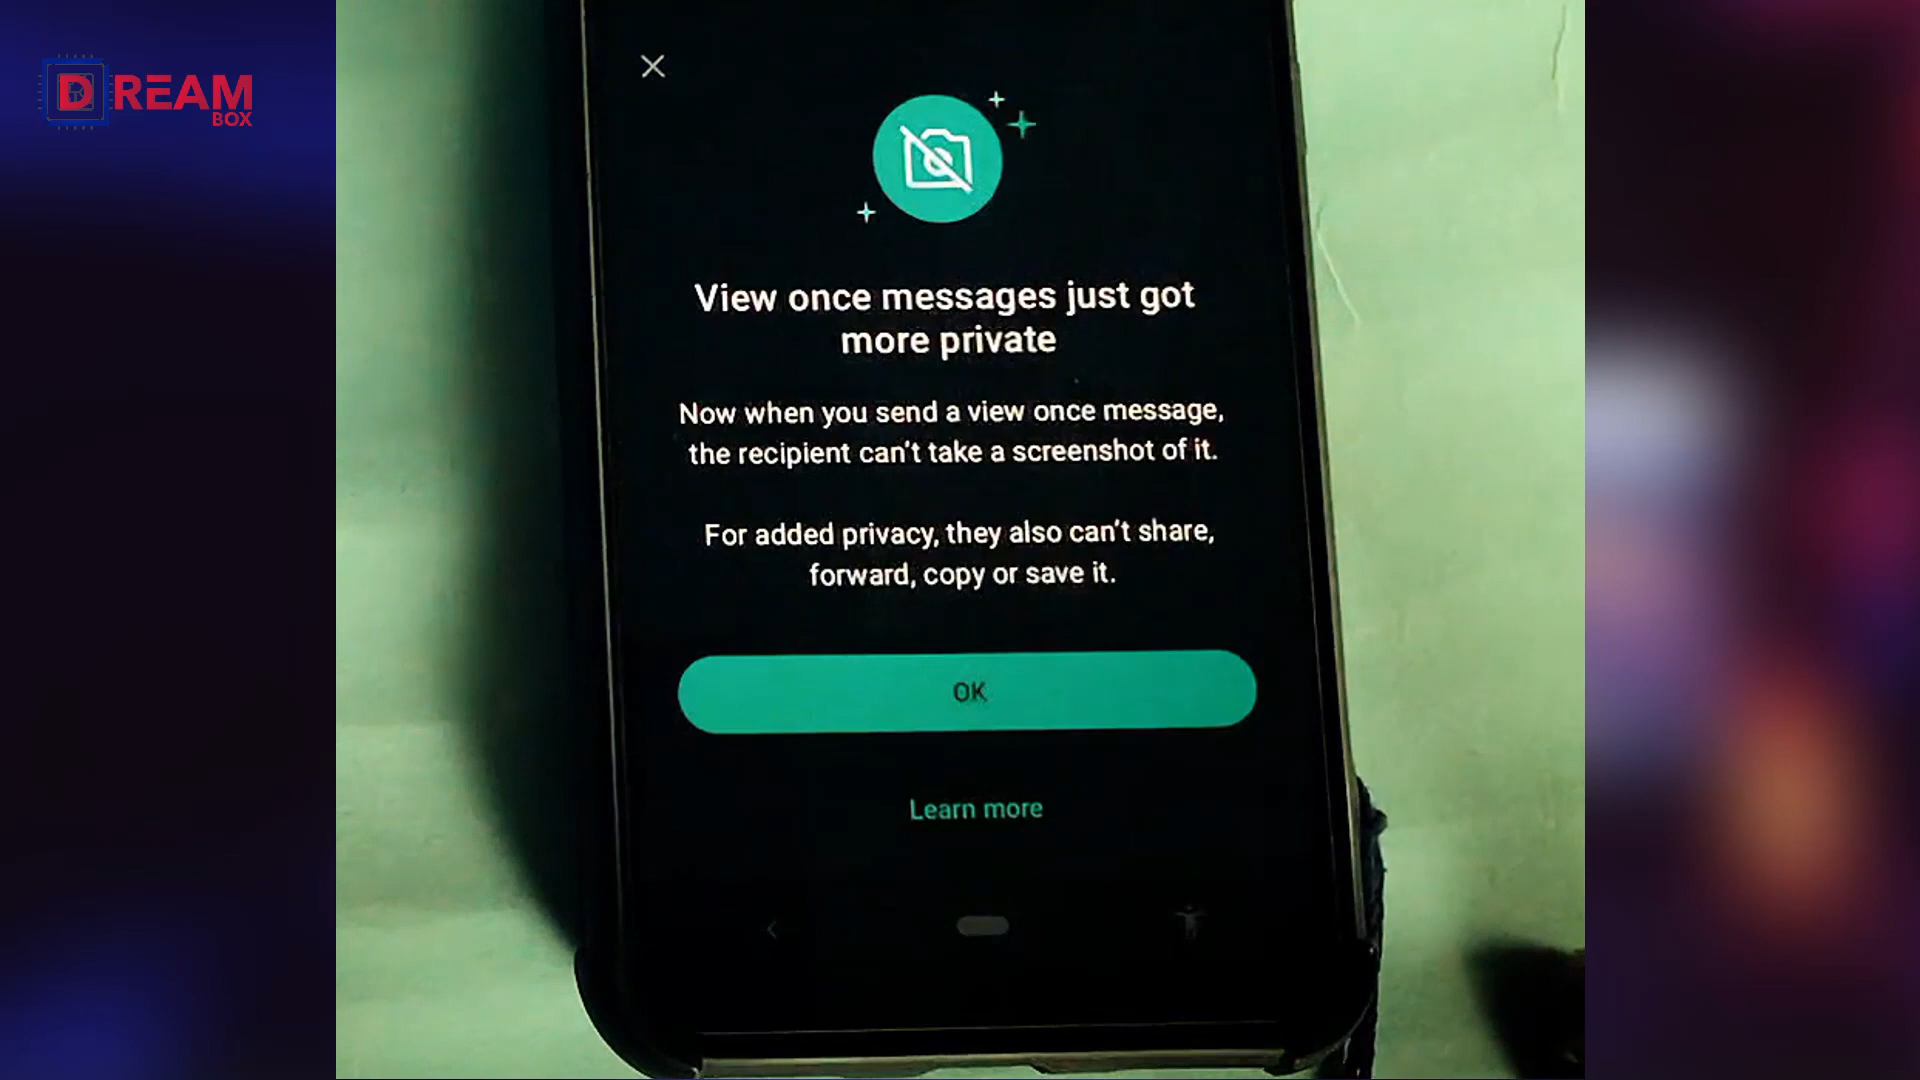 DREAM
BOX
View once messages just got
more private
Now when you send a view once message,
the recipient can't take a screenshot of it.
For added privacy, they also can't share,
forward, copy or save it.
OK
Learn more